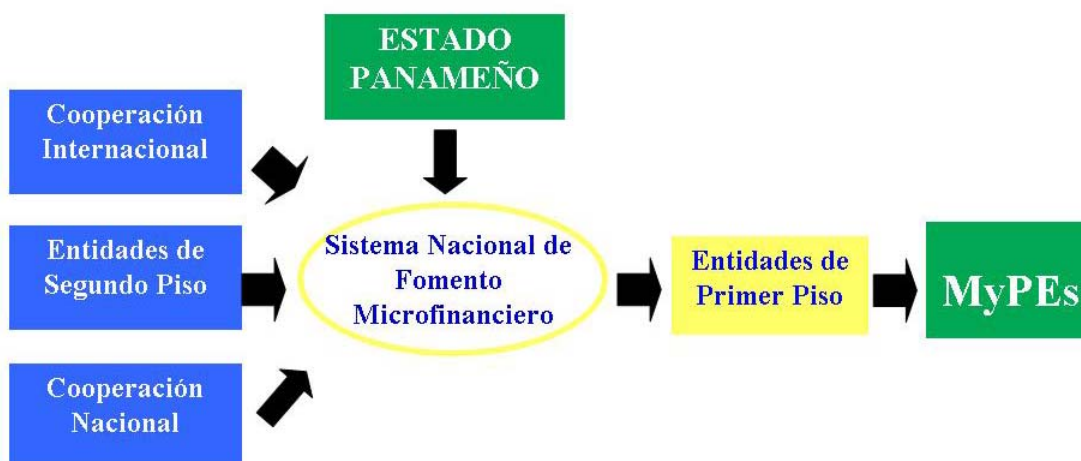 ESTADO
PANAMEÑO
Cooperación
Internacional
Entidades de
Segundo Piso
Cooperación
Nacional
Sistema Nacional de
Fomento
Microfinanciero
Entidades de
Primer Piso
MyPEs